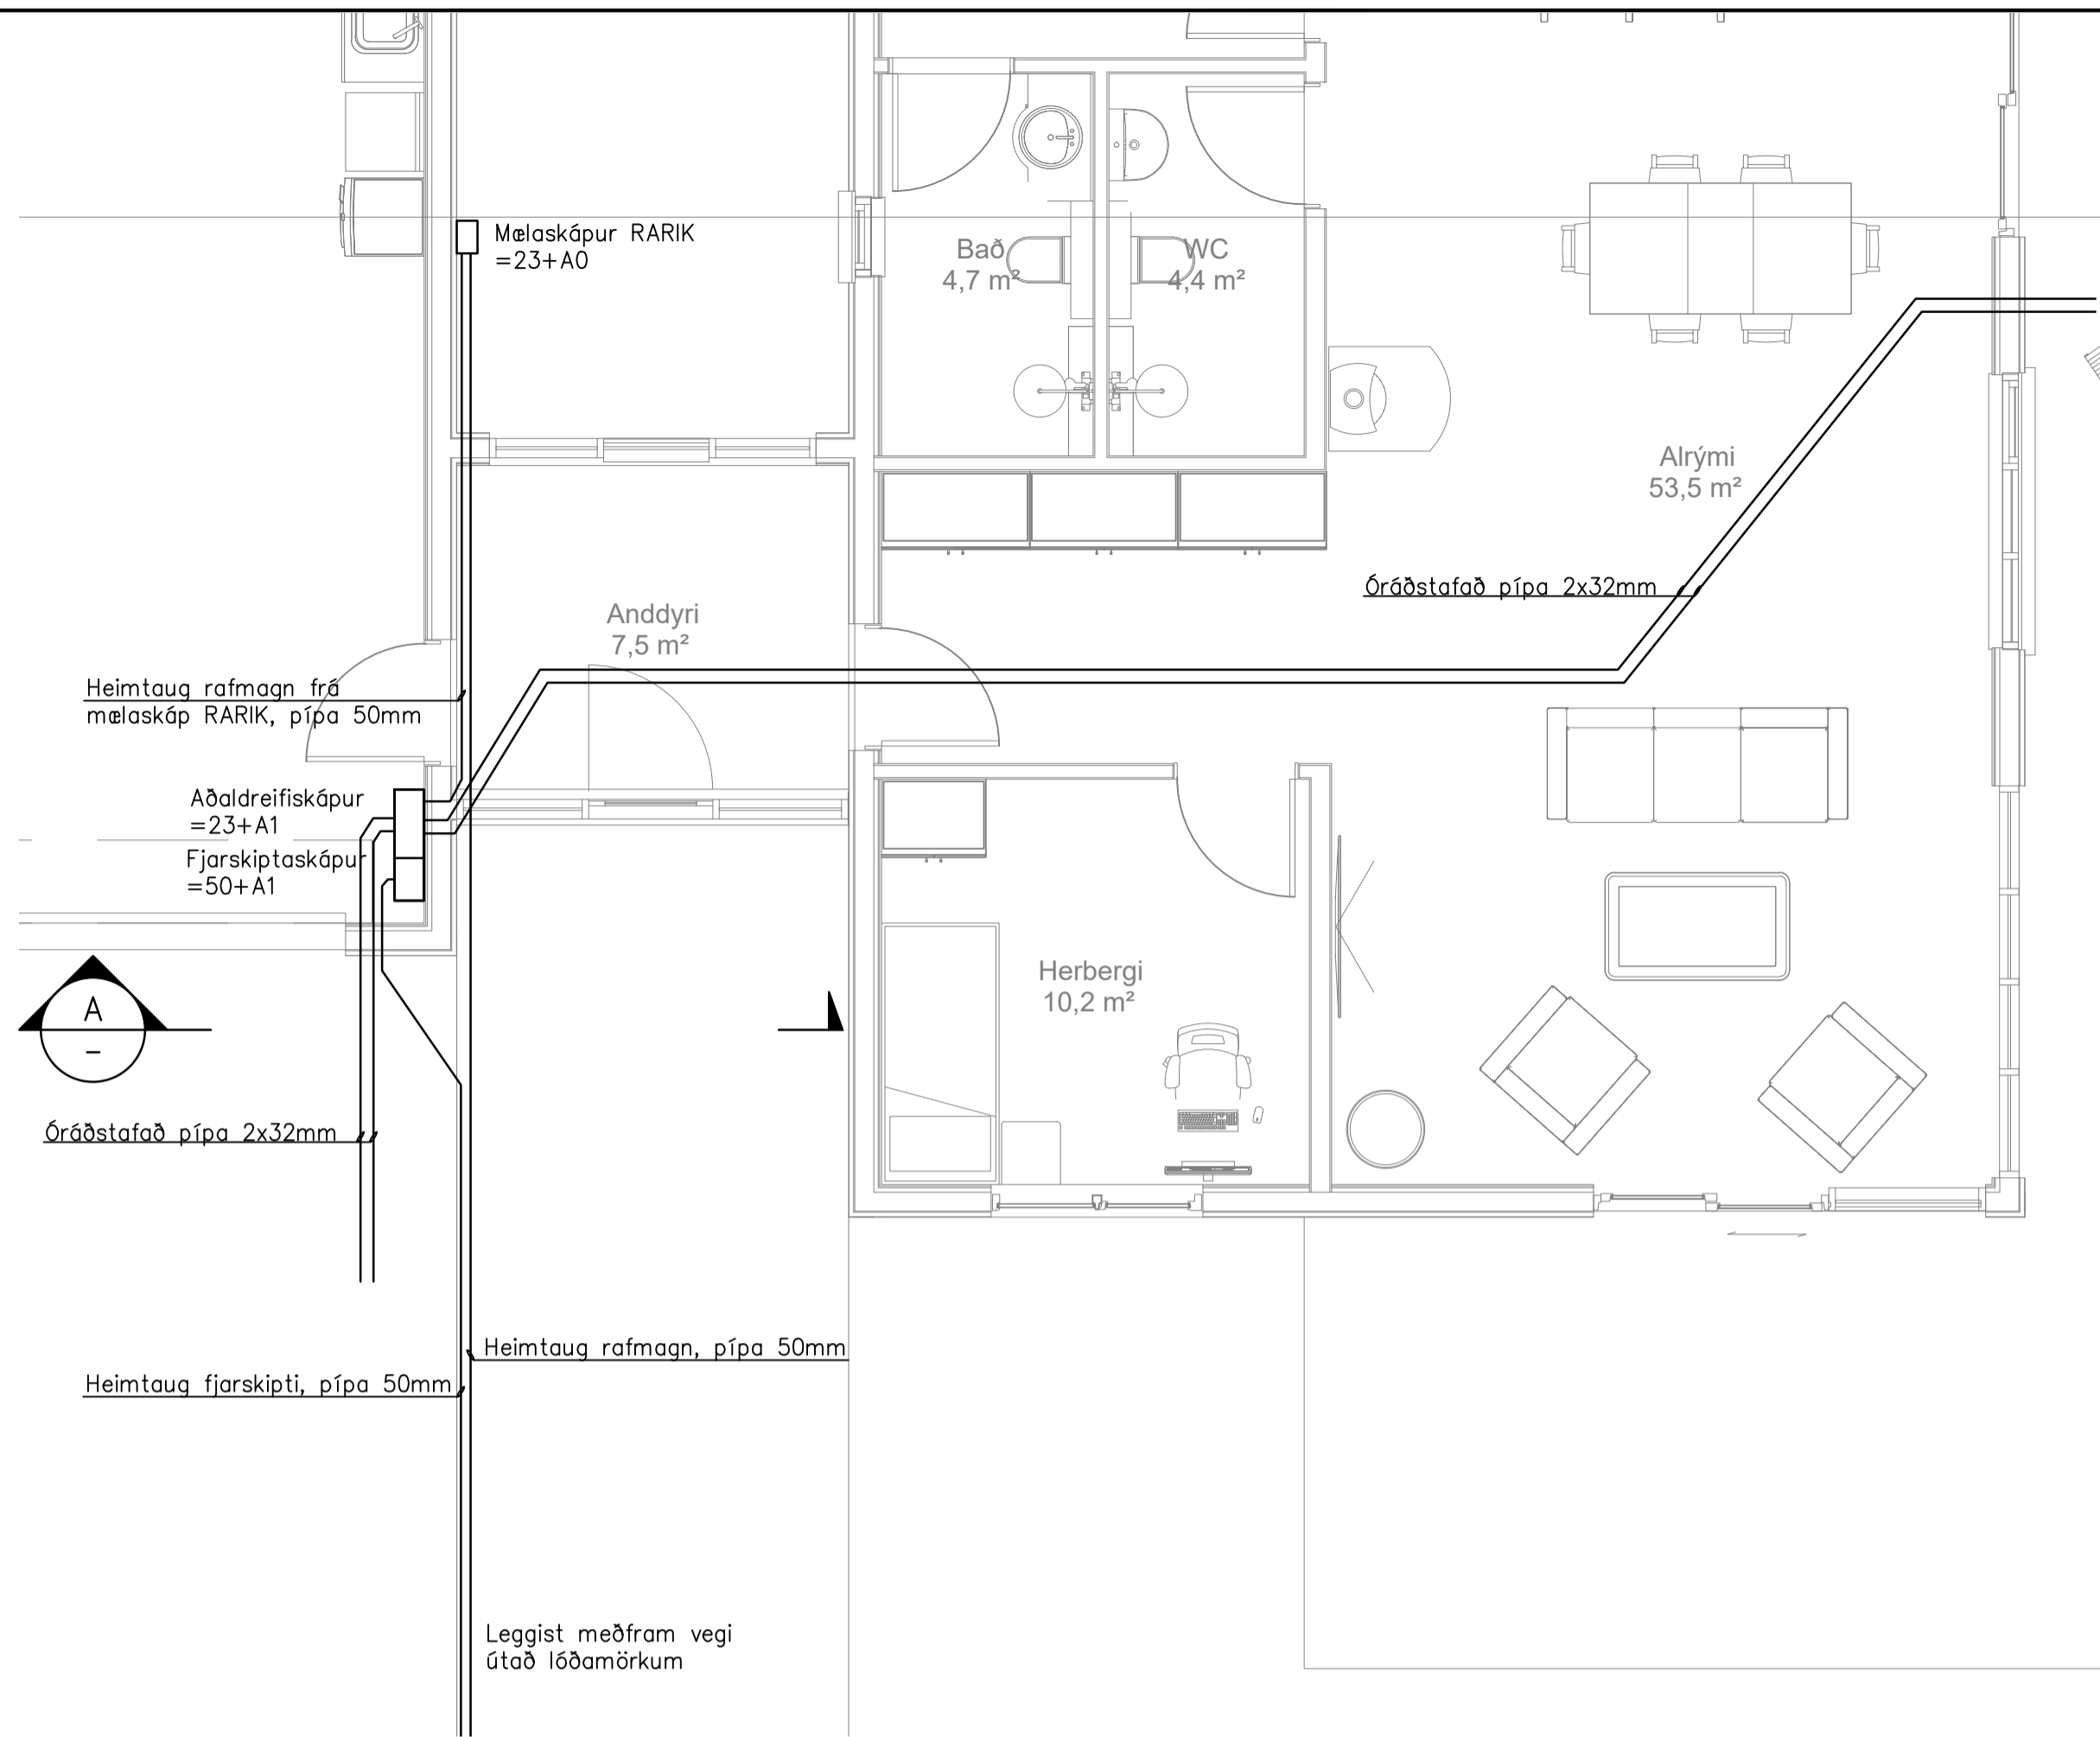 Mælaskápur RARIK
=23+A0
Bað
4,7 m²
WC
4,4 m²
Alrými
53,5 m²
Óráðstafað pípa 2x32mm
Anddyri
7,5 m²
Heimtaug rafmagn frá
mælaskáp RARIK, pípa 50mm
Aðaldreifiskápur
=23+A1
Fjarskiptaskápur
=50+A1
Herbergi
10,2 m²
A
-
Óráðstafað pípa 2x32mm
Heimtaug rafmagn, pípa 50mm
Heimtaug fjarskipti, pípa 50mm
Leggist meðfram vegi
útað lóðamörkum